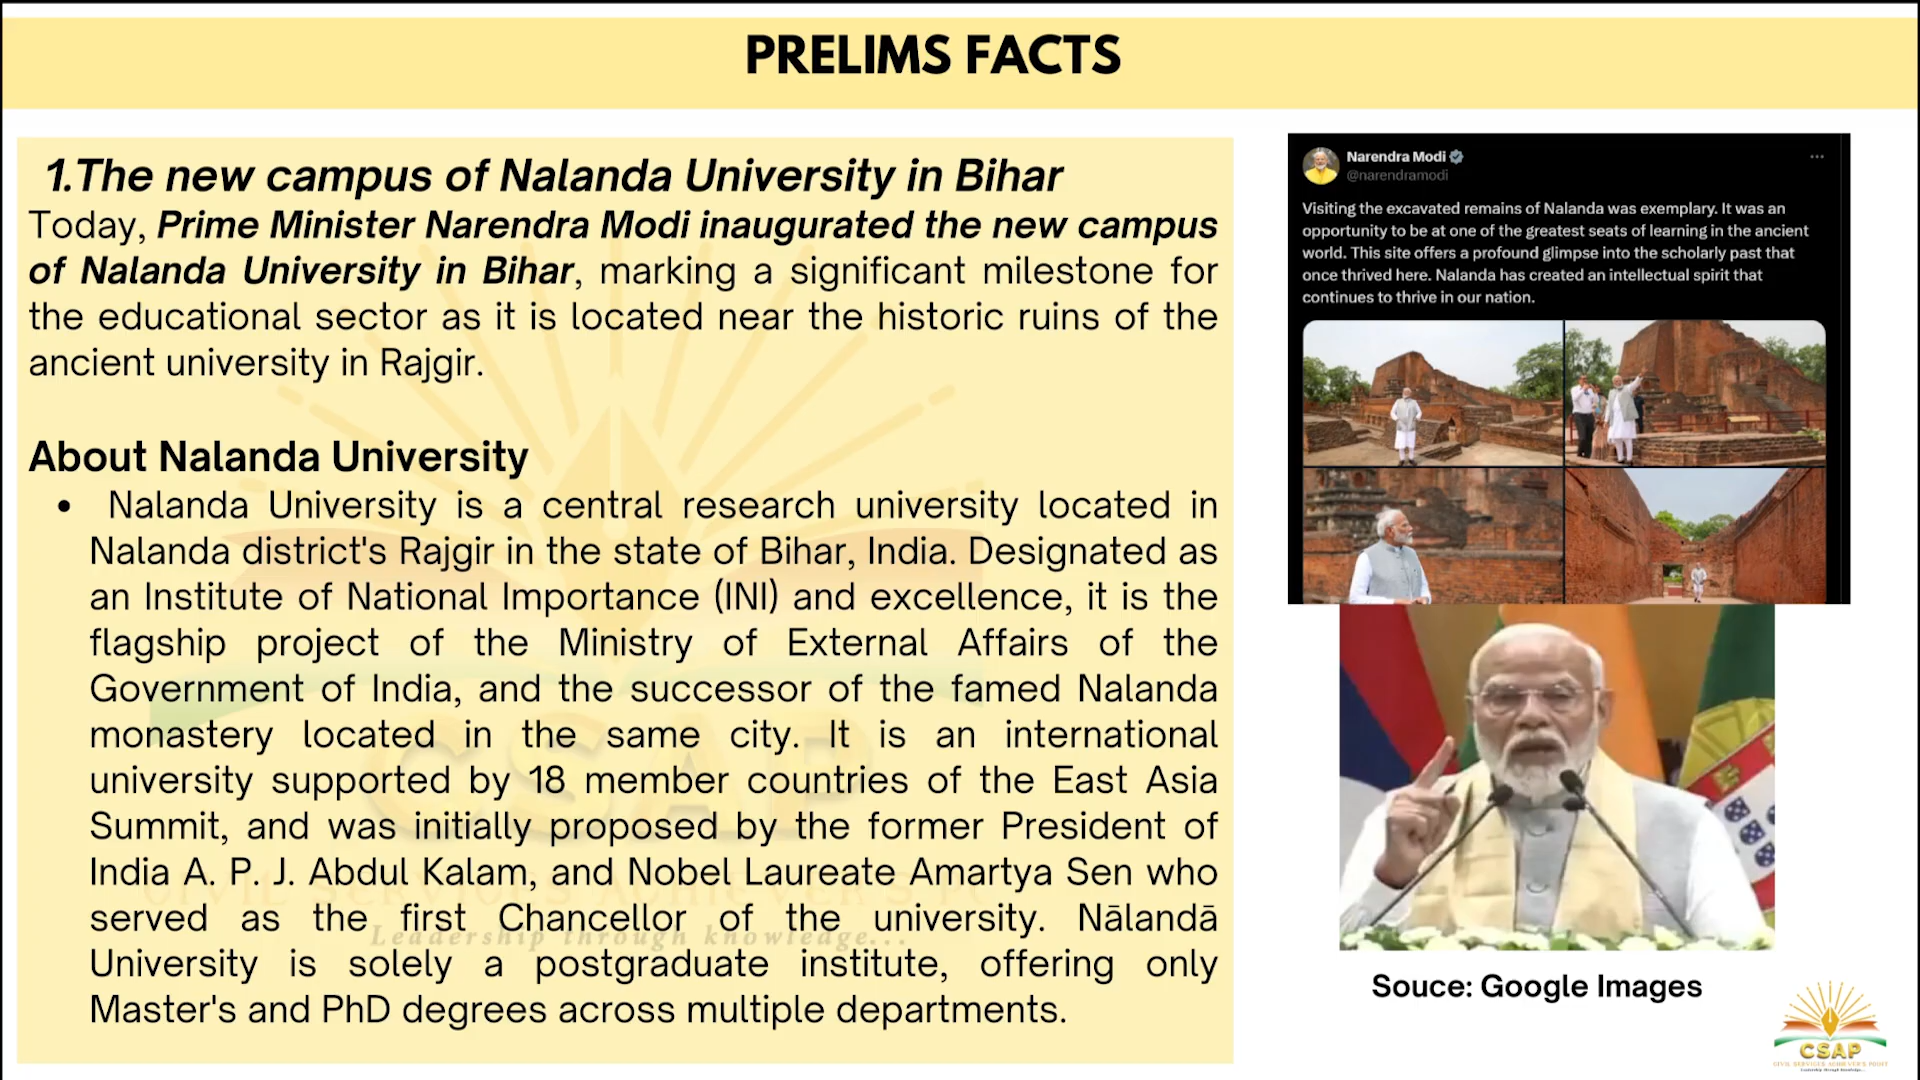 PRELIMS FACTS
1.The new campus of Nalanda University in Bihar
Today, Prime Minister Narendra Modi inaugurated the new campus
of Nalanda University in Bihar, marking a significant milestone for
the educational sector as it is located near the historic ruins of the
ancient university in Rajgir.
About Nalanda University
• Nalanda University is a central research university located in
Nalanda district's Rajgir in the state of Bihar, India. Designated as
an Institute of National Importance (INI) and excellence, it is the
flagship project of the Ministry of External Affairs of the
Government of India, and the successor of the famed Nalanda
monastery located in the same city. It is an international
university supported by 18 member countries of the East Asia
Summit, and was initially proposed by the former President of
India A. P. J. Abdul Kalam, and Nobel Laureate Amartya Sen who
served as the first Chancellor of the university. Nālandā
University is solely a postgraduate institute, offering only
Master's and PhD degrees across multiple departments.
CSAP
Leadership through knowledge...
Narendra Modi
@narendramodi
Visiting the excavated remains of Nalanda was exemplary. It was an
opportunity to be at one of the greatest seats of learning in the ancient
world. This site offers a profound glimpse into the scholarly past that
once thrived here. Nalanda has created an intellectual spirit that
continues to thrive in our nation.
Souce: Google Images
CSAP
CIVIL SERVICES ACHIEVER'S POINT
Leadership through knowledge...